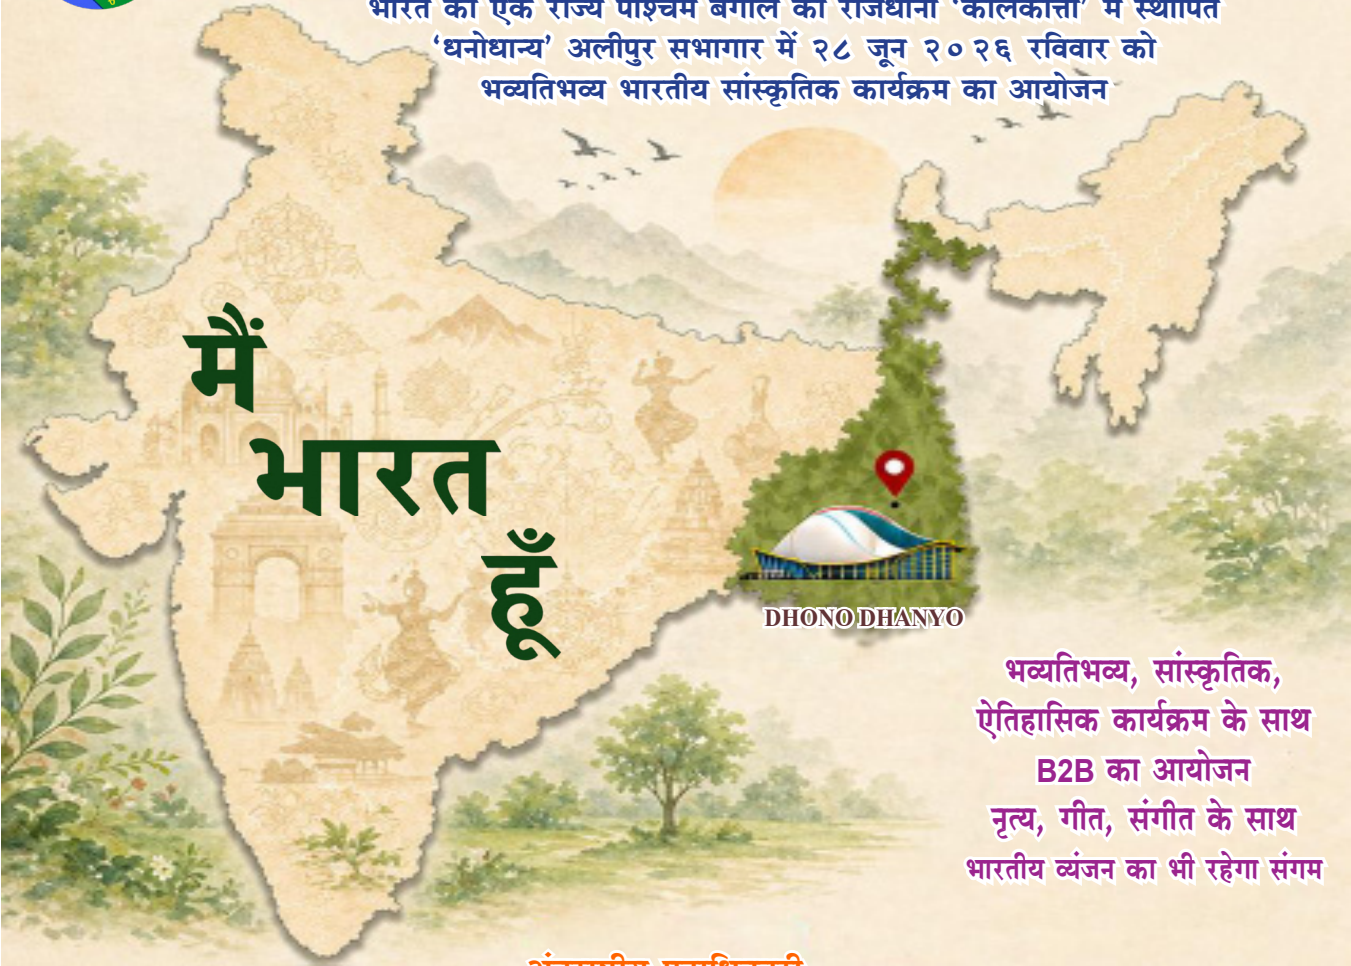 भारत की एक राज्य पश्चिम बंगाल की राजधानी ‘कोलकात्ता’ में स्थापित
‘धनोधान्य’ अलीपुर सभागार में २८ जून २०२६ रविवार को
भव्यतिभव्य भारतीय सांस्कृतिक कार्यक्रम का आयोजन
मैं
भारत
हूँ
DHONO DHANYO
भव्यतिभव्य, सांस्कृतिक,
ऐतिहासिक कार्यक्रम के साथ
B2B का आयोजन
नृत्य, गीत, संगीत के साथ
भारतीय व्यंजन का भी रहेगा संगम